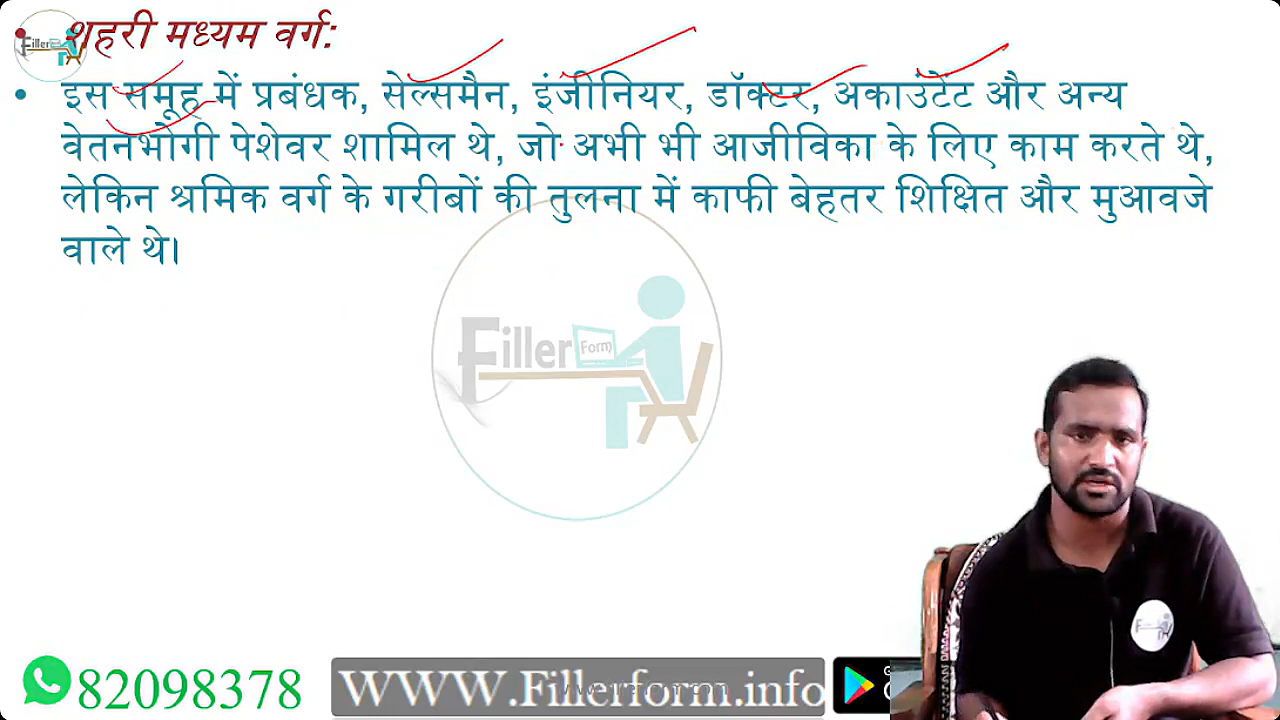 शहरी मध्यम वर्ग:
• इस समूह में प्रबंधक, सेल्समैन, इंजीनियर, डॉक्टर, अकाउंटेंट और अन्य
वेतनभोगी पेशेवर शामिल थे, जो अभी भी आजीविका के लिए काम करते थे,
लेकिन श्रमिक वर्ग के गरीबों की तुलना में काफी बेहतर शिक्षित और मुआवजे
वाले थे।
Filler Form
82098378
WWW.Fillerform.info